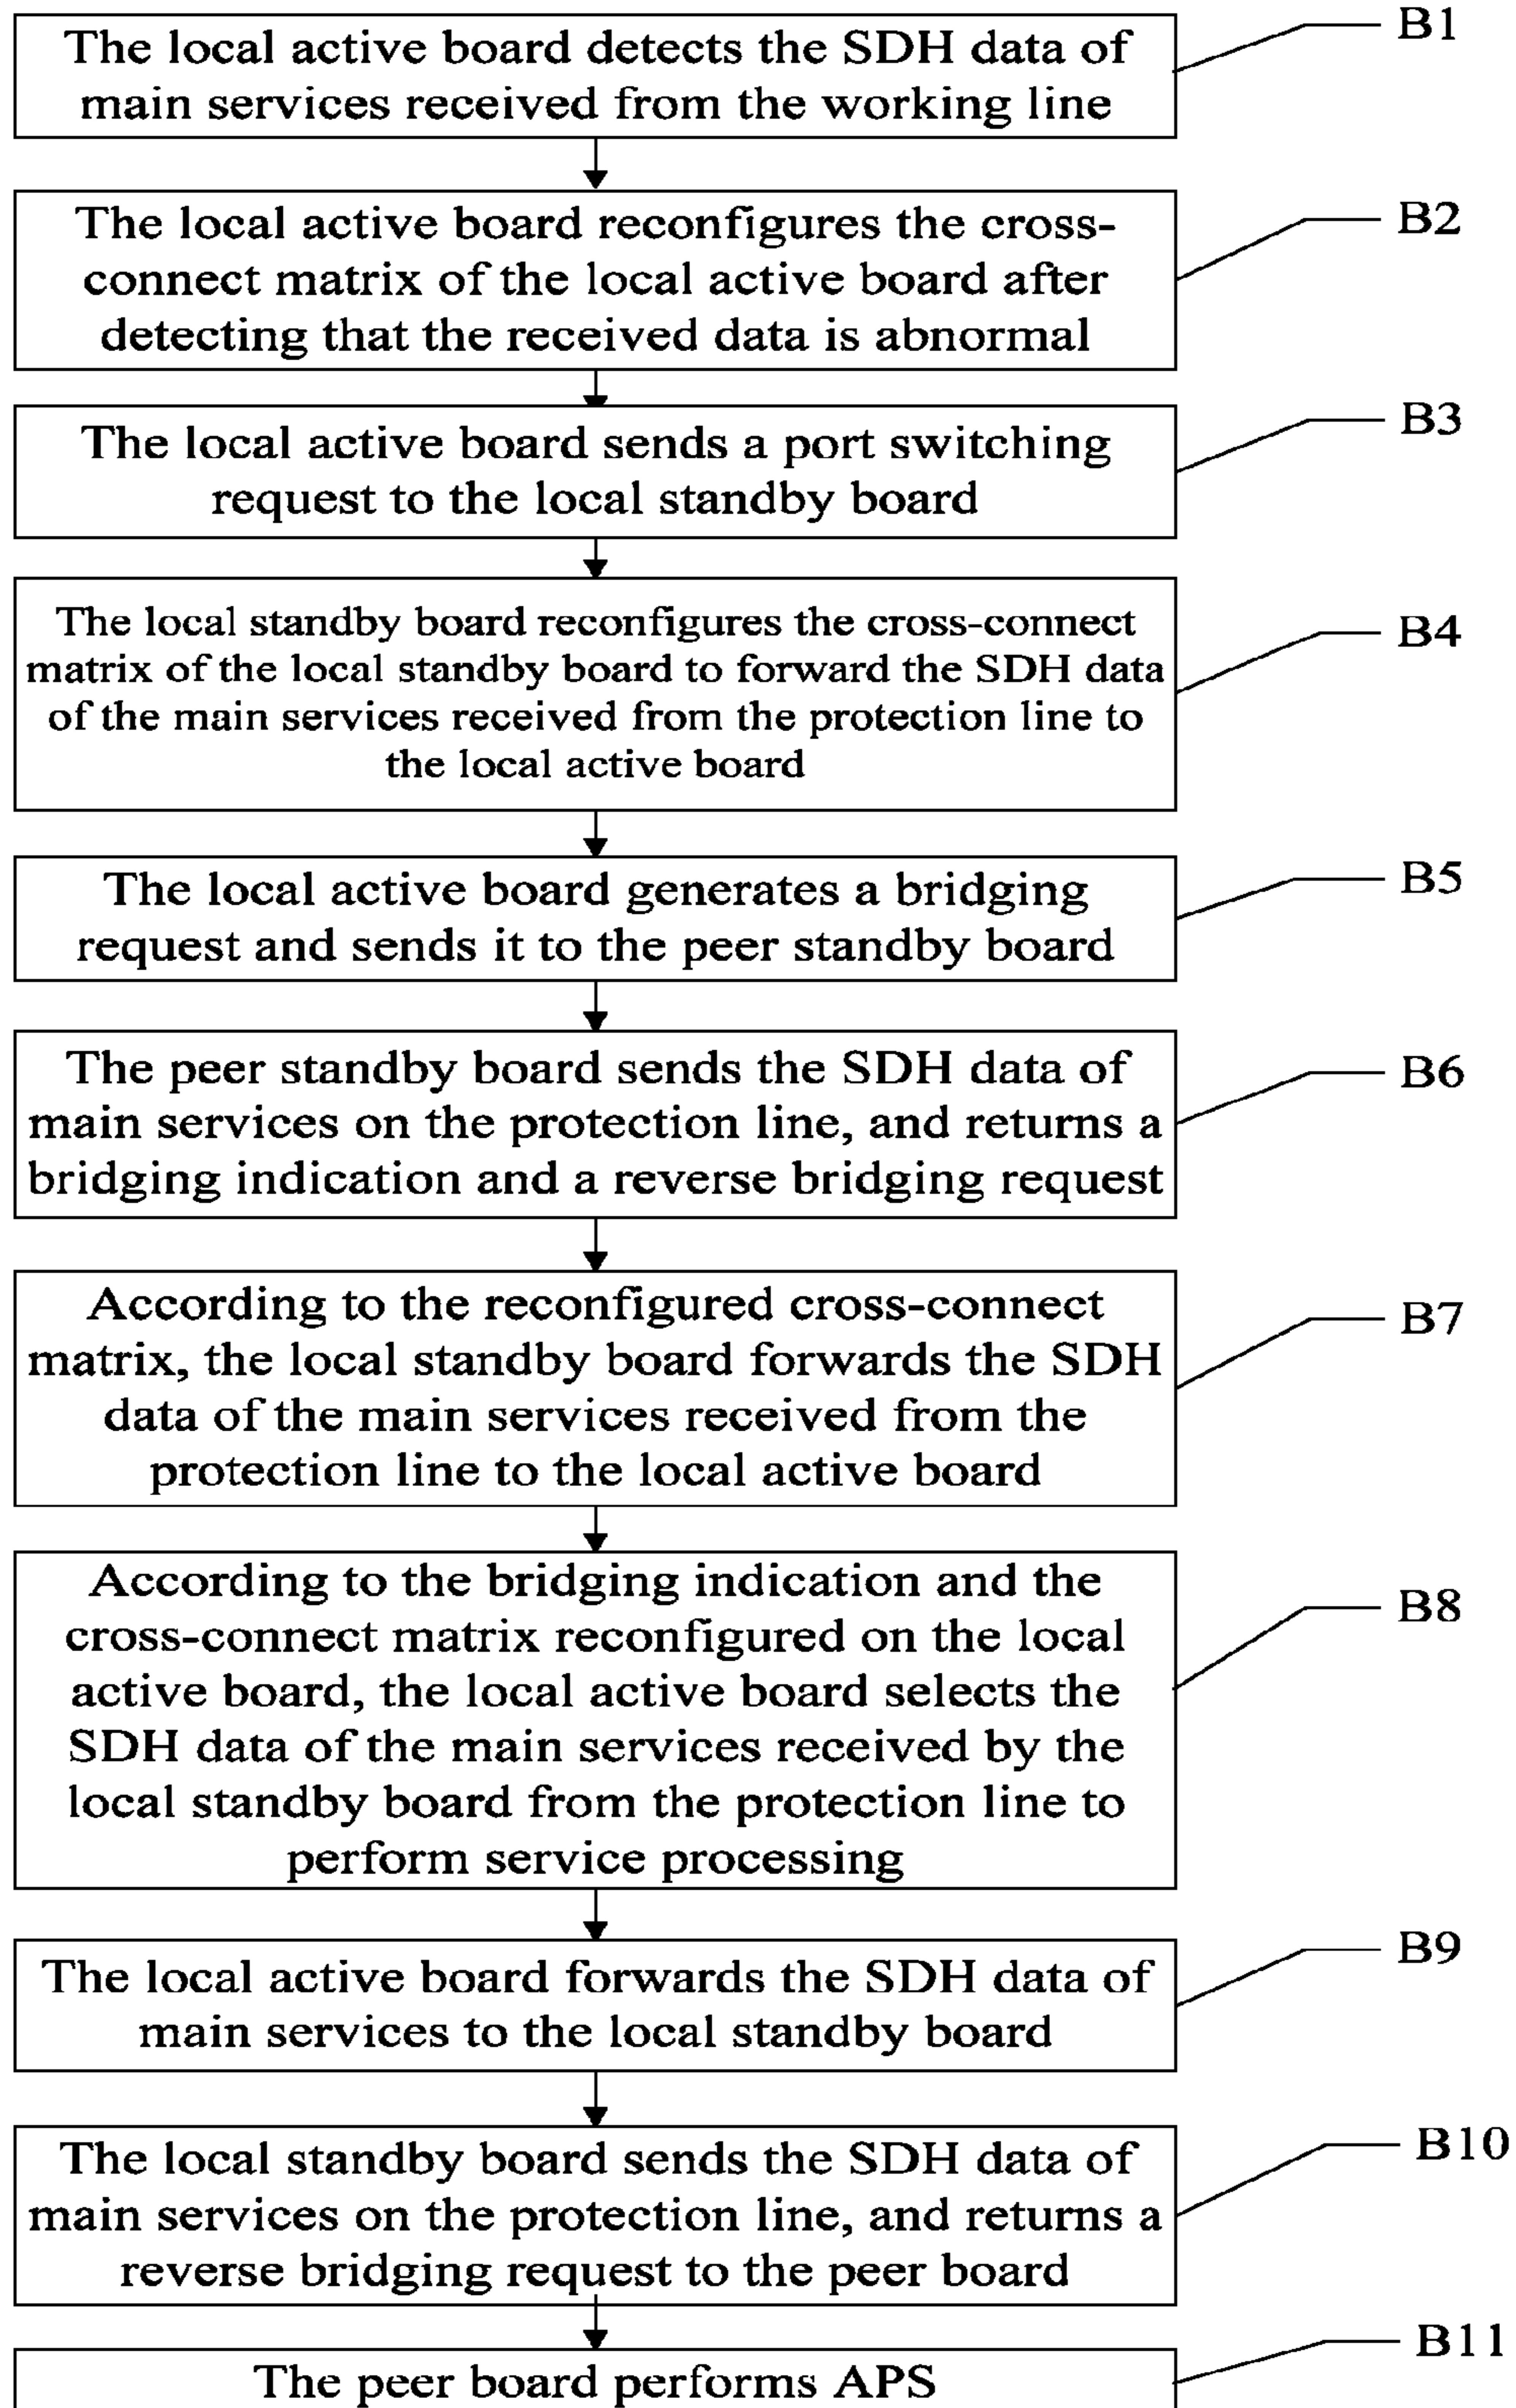 The local active board detects the SDH data of
main services received from the working line
B1
The local active board reconfigures the cross-
connect matrix of the local active board after
detecting that the received data is abnormal
B2
The local active board sends a port switching
request to the local standby board
B3
The local standby board reconfigures the cross-connect
matrix of the local standby board to forward the SDH data
of the main services received from the protection line to
the local active board
B4
The local active board generates a bridging
request and sends it to the peer standby board
B5
The peer standby board sends the SDH data of
main services on the protection line, and returns a
bridging indication and a reverse bridging request
B6
According to the reconfigured cross-connect
matrix, the local standby board forwards the SDH
data of the main services received from the
protection line to the local active board
B7
According to the bridging indication and the
cross-connect matrix reconfigured on the local
active board, the local active board selects the
SDH data of the main services received by the
local standby board from the protection line to
perform service processing
B8
The local active board forwards the SDH data of
main services to the local standby board
B9
The local standby board sends the SDH data of
main services on the protection line, and returns a
reverse bridging request to the peer board
B10
The peer board performs APS
B11